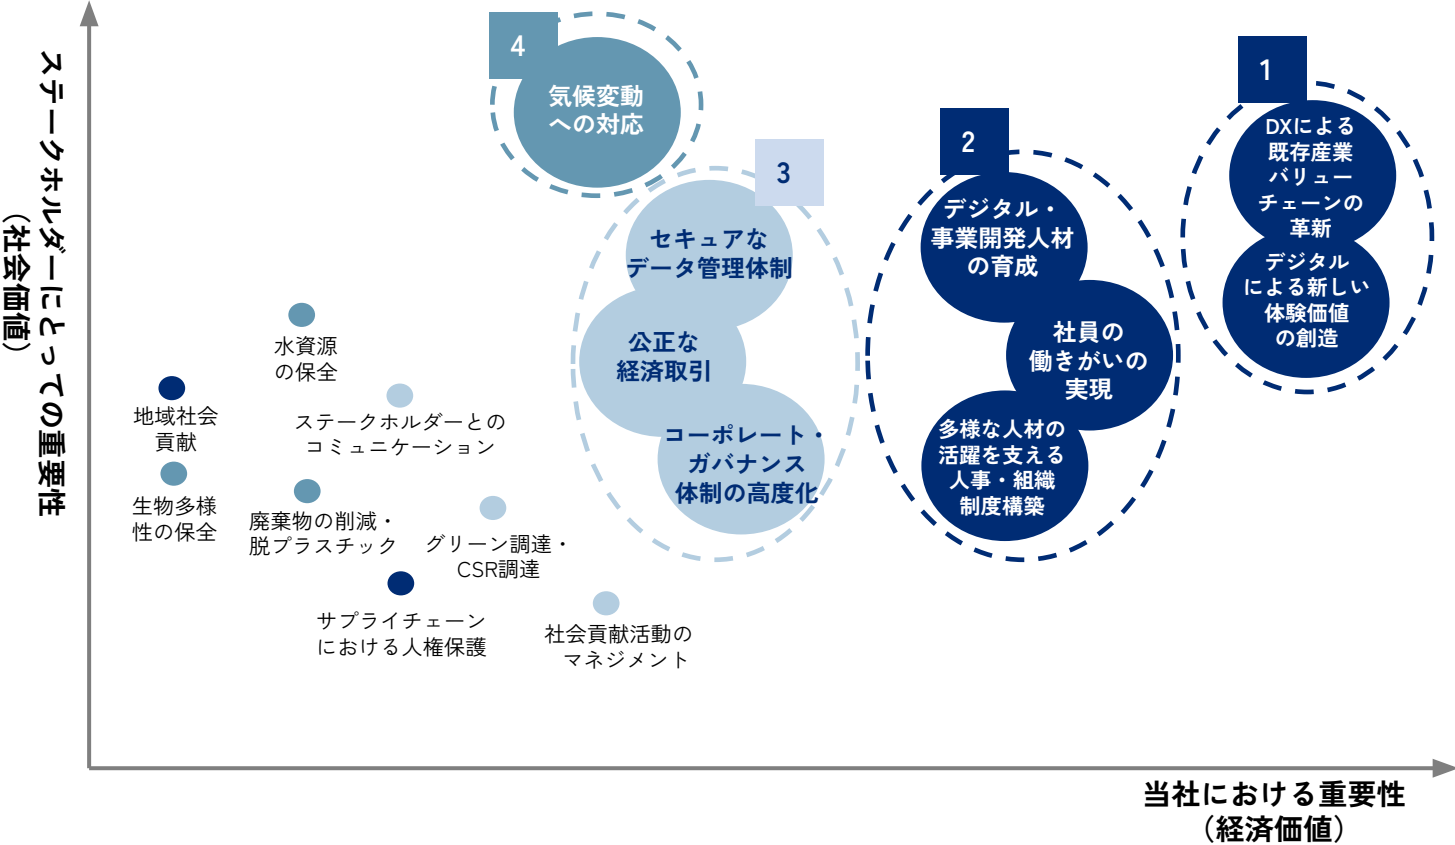 ステークホルダーにとっての重要性
（社会価値）
4
気候変動
への対応
3
セキュアな
データ管理体制
公正な
経済取引
コーポレート・
ガバナンス
体制の高度化
2
デジタル・
事業開発人材
の育成
社員の
働きがいの
実現
多様な人材の
活躍を支える
人事・組織
制度構築
1
DXによる
既存産業
バリュー
チェーンの
革新
デジタル
による新しい
体験価値
の創造
水資源
の保全
地域社会
貢献
ステークホルダーとの
コミュニケーション
生物多様
性の保全
廃棄物の削減・
脱プラスチック
グリーン調達・
CSR調達
サプライチェーン
における人権保護
社会貢献活動の
マネジメント
当社における重要性
（経済価値）